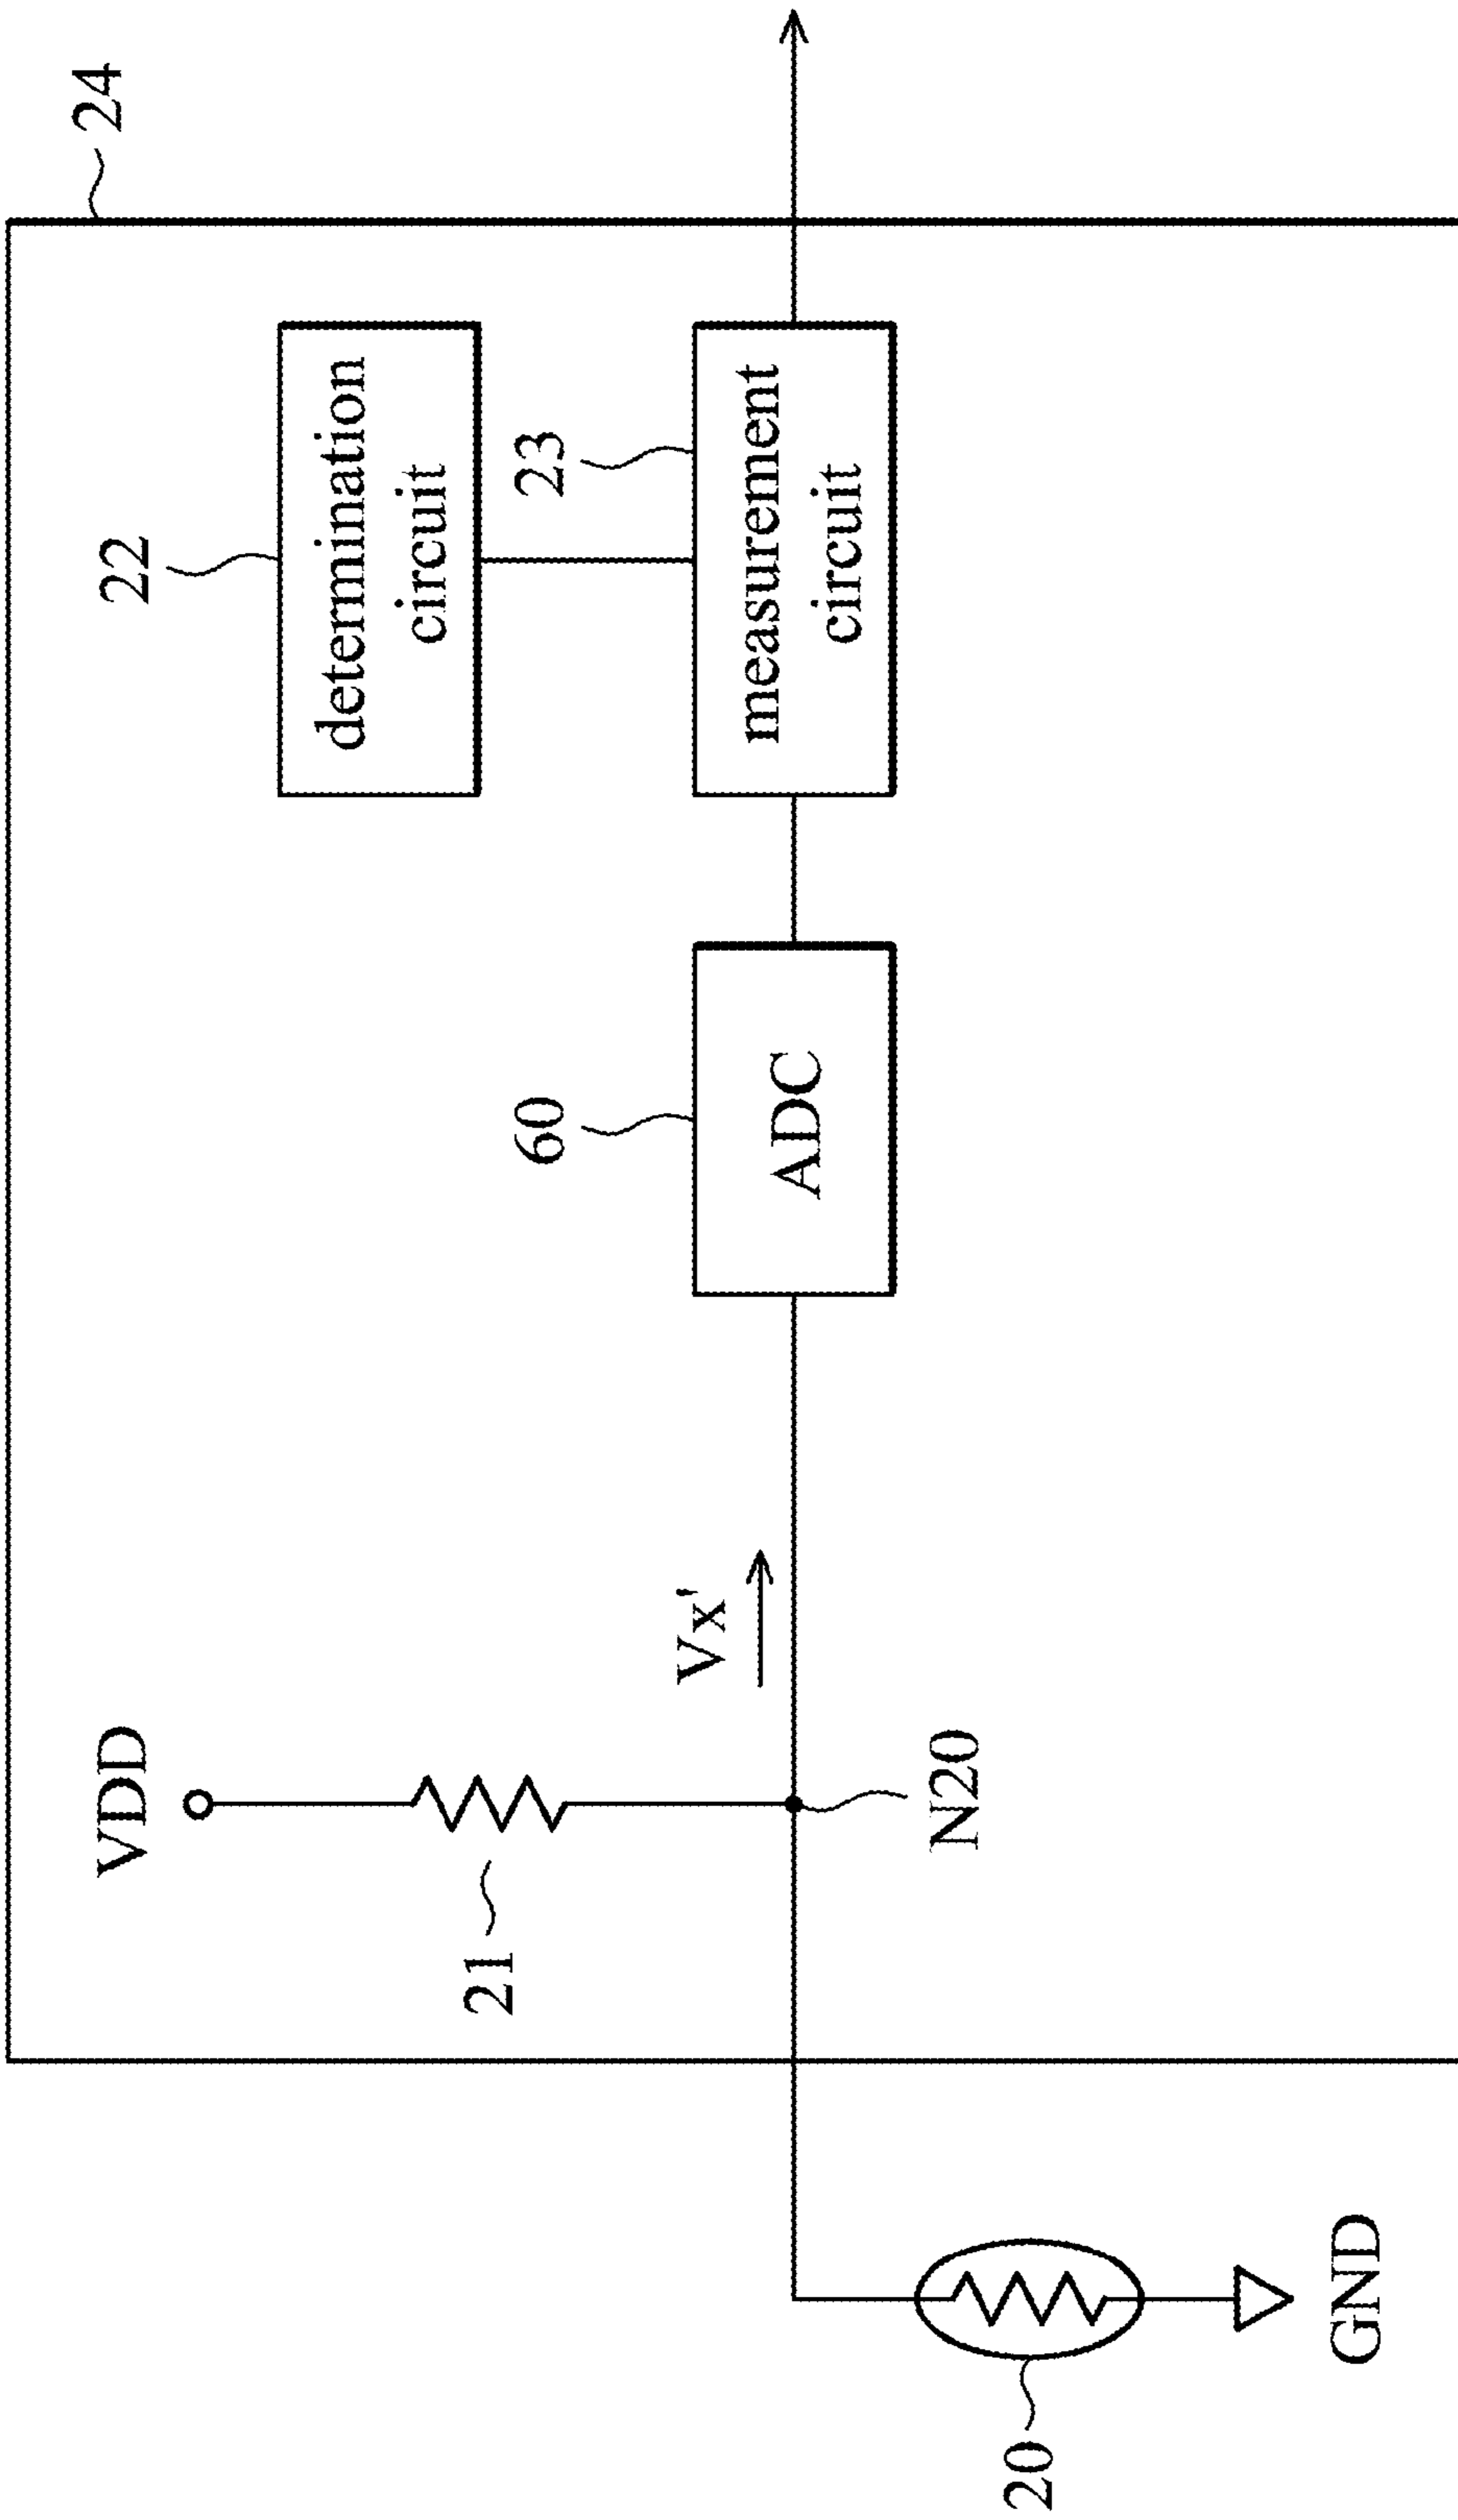 24
22
determination
circuit
23
measurement
circuit
60
ADC
VDD
21
Vx'
N20
20
GND